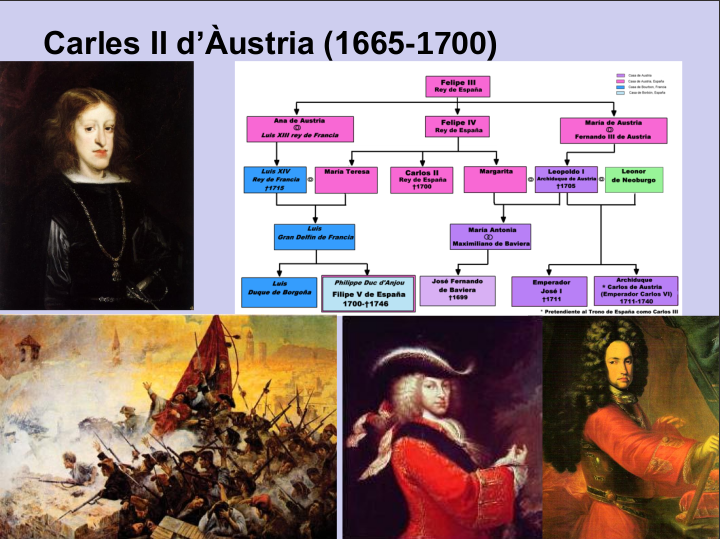 Carles II d’Àustria (1665-1700)
Felipe III
Rey de España
Casa de Austria
Casa de Austria, España
Casa de Bourbon, Francia
Casa de Borbón, España
Ana de Austria
Luis XIII rey de Francia
Felipe IV
Rey de España
María de Austria
Fernando III de Austria
Luis XIV
Rey de Francia
†1715
María Teresa
Carlos II
Rey de España
†1700
Margarita
Leopoldo I
Archiduque de Austria
†1705
Leonor
de Neoburgo
Luis
Gran Delfín de Francia
María Antonia
Maximiliano de Baviera
Luis
Duque de Borgoña
Philippe Duc d'Anjou
Filipe V de España
1700-†1746
José Fernando
de Baviera
†1699
Emperador
José I
†1711
Archiduque
* Carlos de Austria
(Emperador Carlos VI)
1711-1740
* Pretendiente al Trono de España como Carlos III